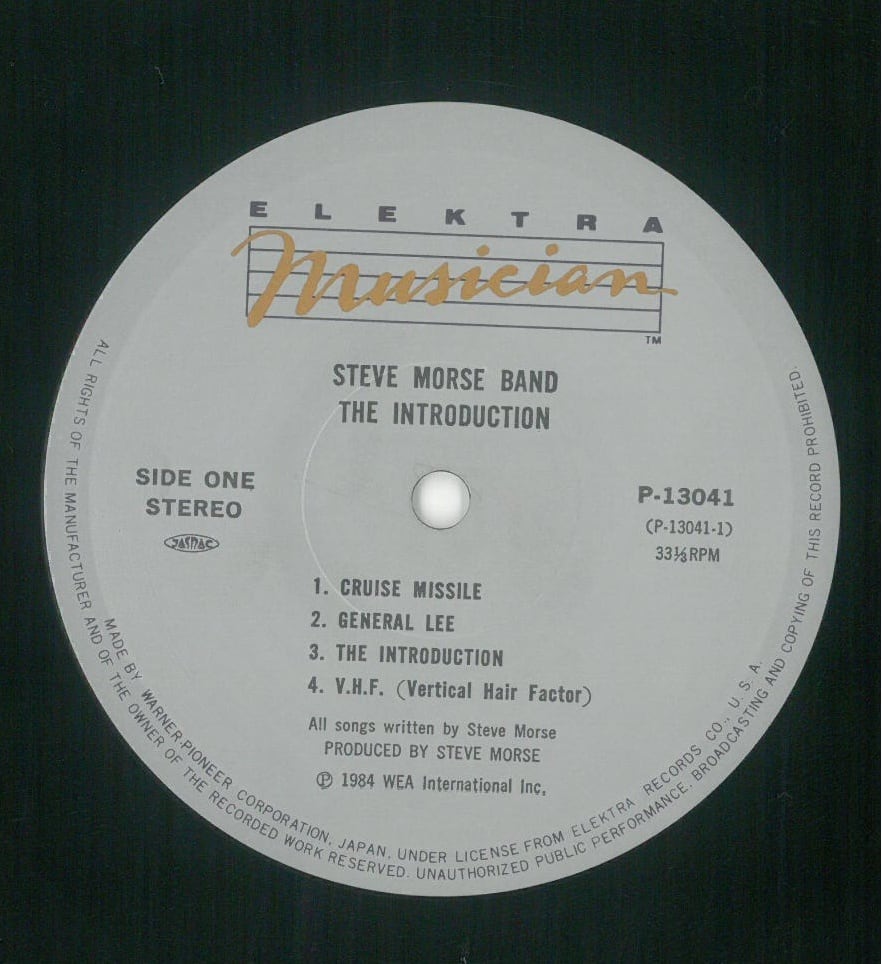 ELEKTRA
Musician
TM
STEVE MORSE BAND
THE INTRODUCTION
SIDE ONE
STEREO
JASRAC
P-13041
(P-13041-1)
33⅓RPM
1. CRUISE MISSILE
2. GENERAL LEE
3. THE INTRODUCTION
4. V.H.F. (Vertical Hair Factor)
All songs written by Steve Morse
PRODUCED BY STEVE MORSE
℗ 1984 WEA International Inc.
MADE BY WARNER-PIONEER CORPORATION, JAPAN, UNDER LICENSE FROM ELEKTRA RECORDS CO., U. S. A.
ALL RIGHTS OF THE MANUFACTURER AND OF THE OWNER OF THE RECORDED WORK RESERVED. UNAUTHORIZED PUBLIC PERFORMANCE, BROADCASTING AND COPYING OF THIS RECORD PROHIBITED.